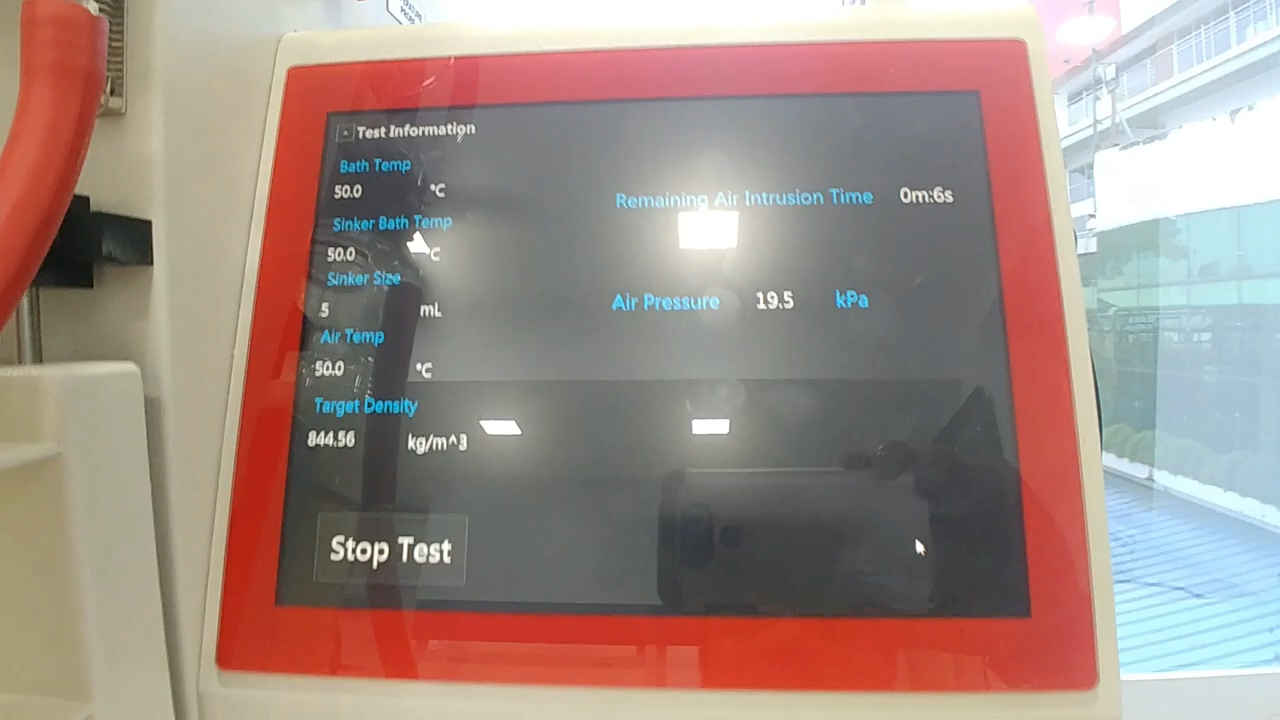 Test Information
Bath Temp
50.0 °C
Sinker Bath Temp
50.0 °C
Sinker Size
5 mL
Air Temp
50.0 °C
Target Density
844.56 kg/m^3
Stop Test
Remaining Air Intrusion Time 0m:6s
Air Pressure 19.5 kPa